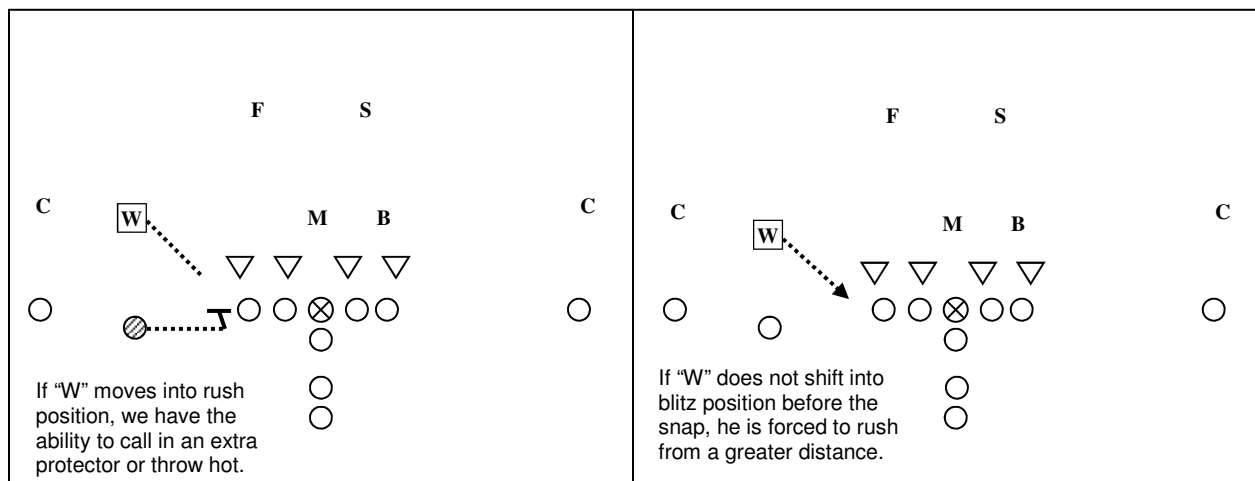 F S
C W M B C
If “W” moves into rush
position, we have the
ability to call in an extra
protector or throw hot.
F S
C W M B C
If “W” does not shift into
blitz position before the
snap, he is forced to rush
from a greater distance.